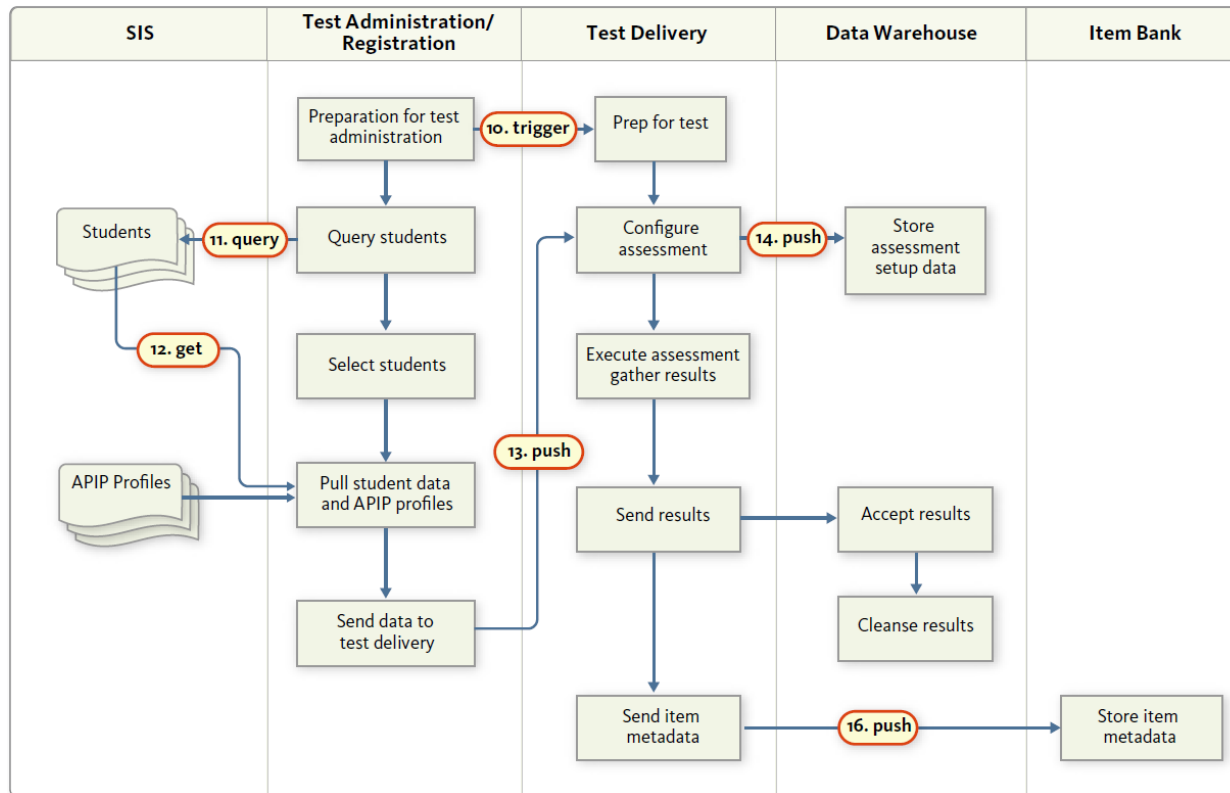 SIS
Test Administration/
Registration
Test Delivery
Data Warehouse
Item Bank
Preparation for test
administration
10. trigger
Prep for test
Students
11. query
Query students
Configure
assessment
14. push
Store
assessment
setup data
12. get
Select students
Execute assessment
gather results
13. push
APIP Profiles
Pull student data
and APIP profiles
Send results
Accept results
Send data to
test delivery
Cleanse results
Send item
metadata
16. push
Store item
metadata